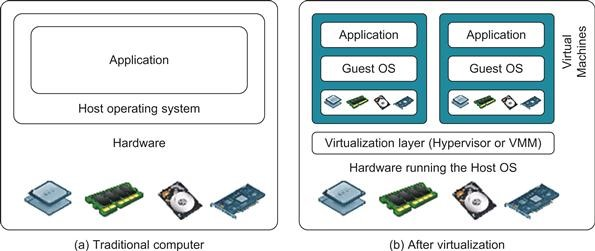 Application
Host operating system
Hardware
(a) Traditional computer
Application
Guest OS
Application
Guest OS
Virtual
Machines
Virtualization layer (Hypervisor or VMM)
Hardware running the Host OS
(b) After virtualization